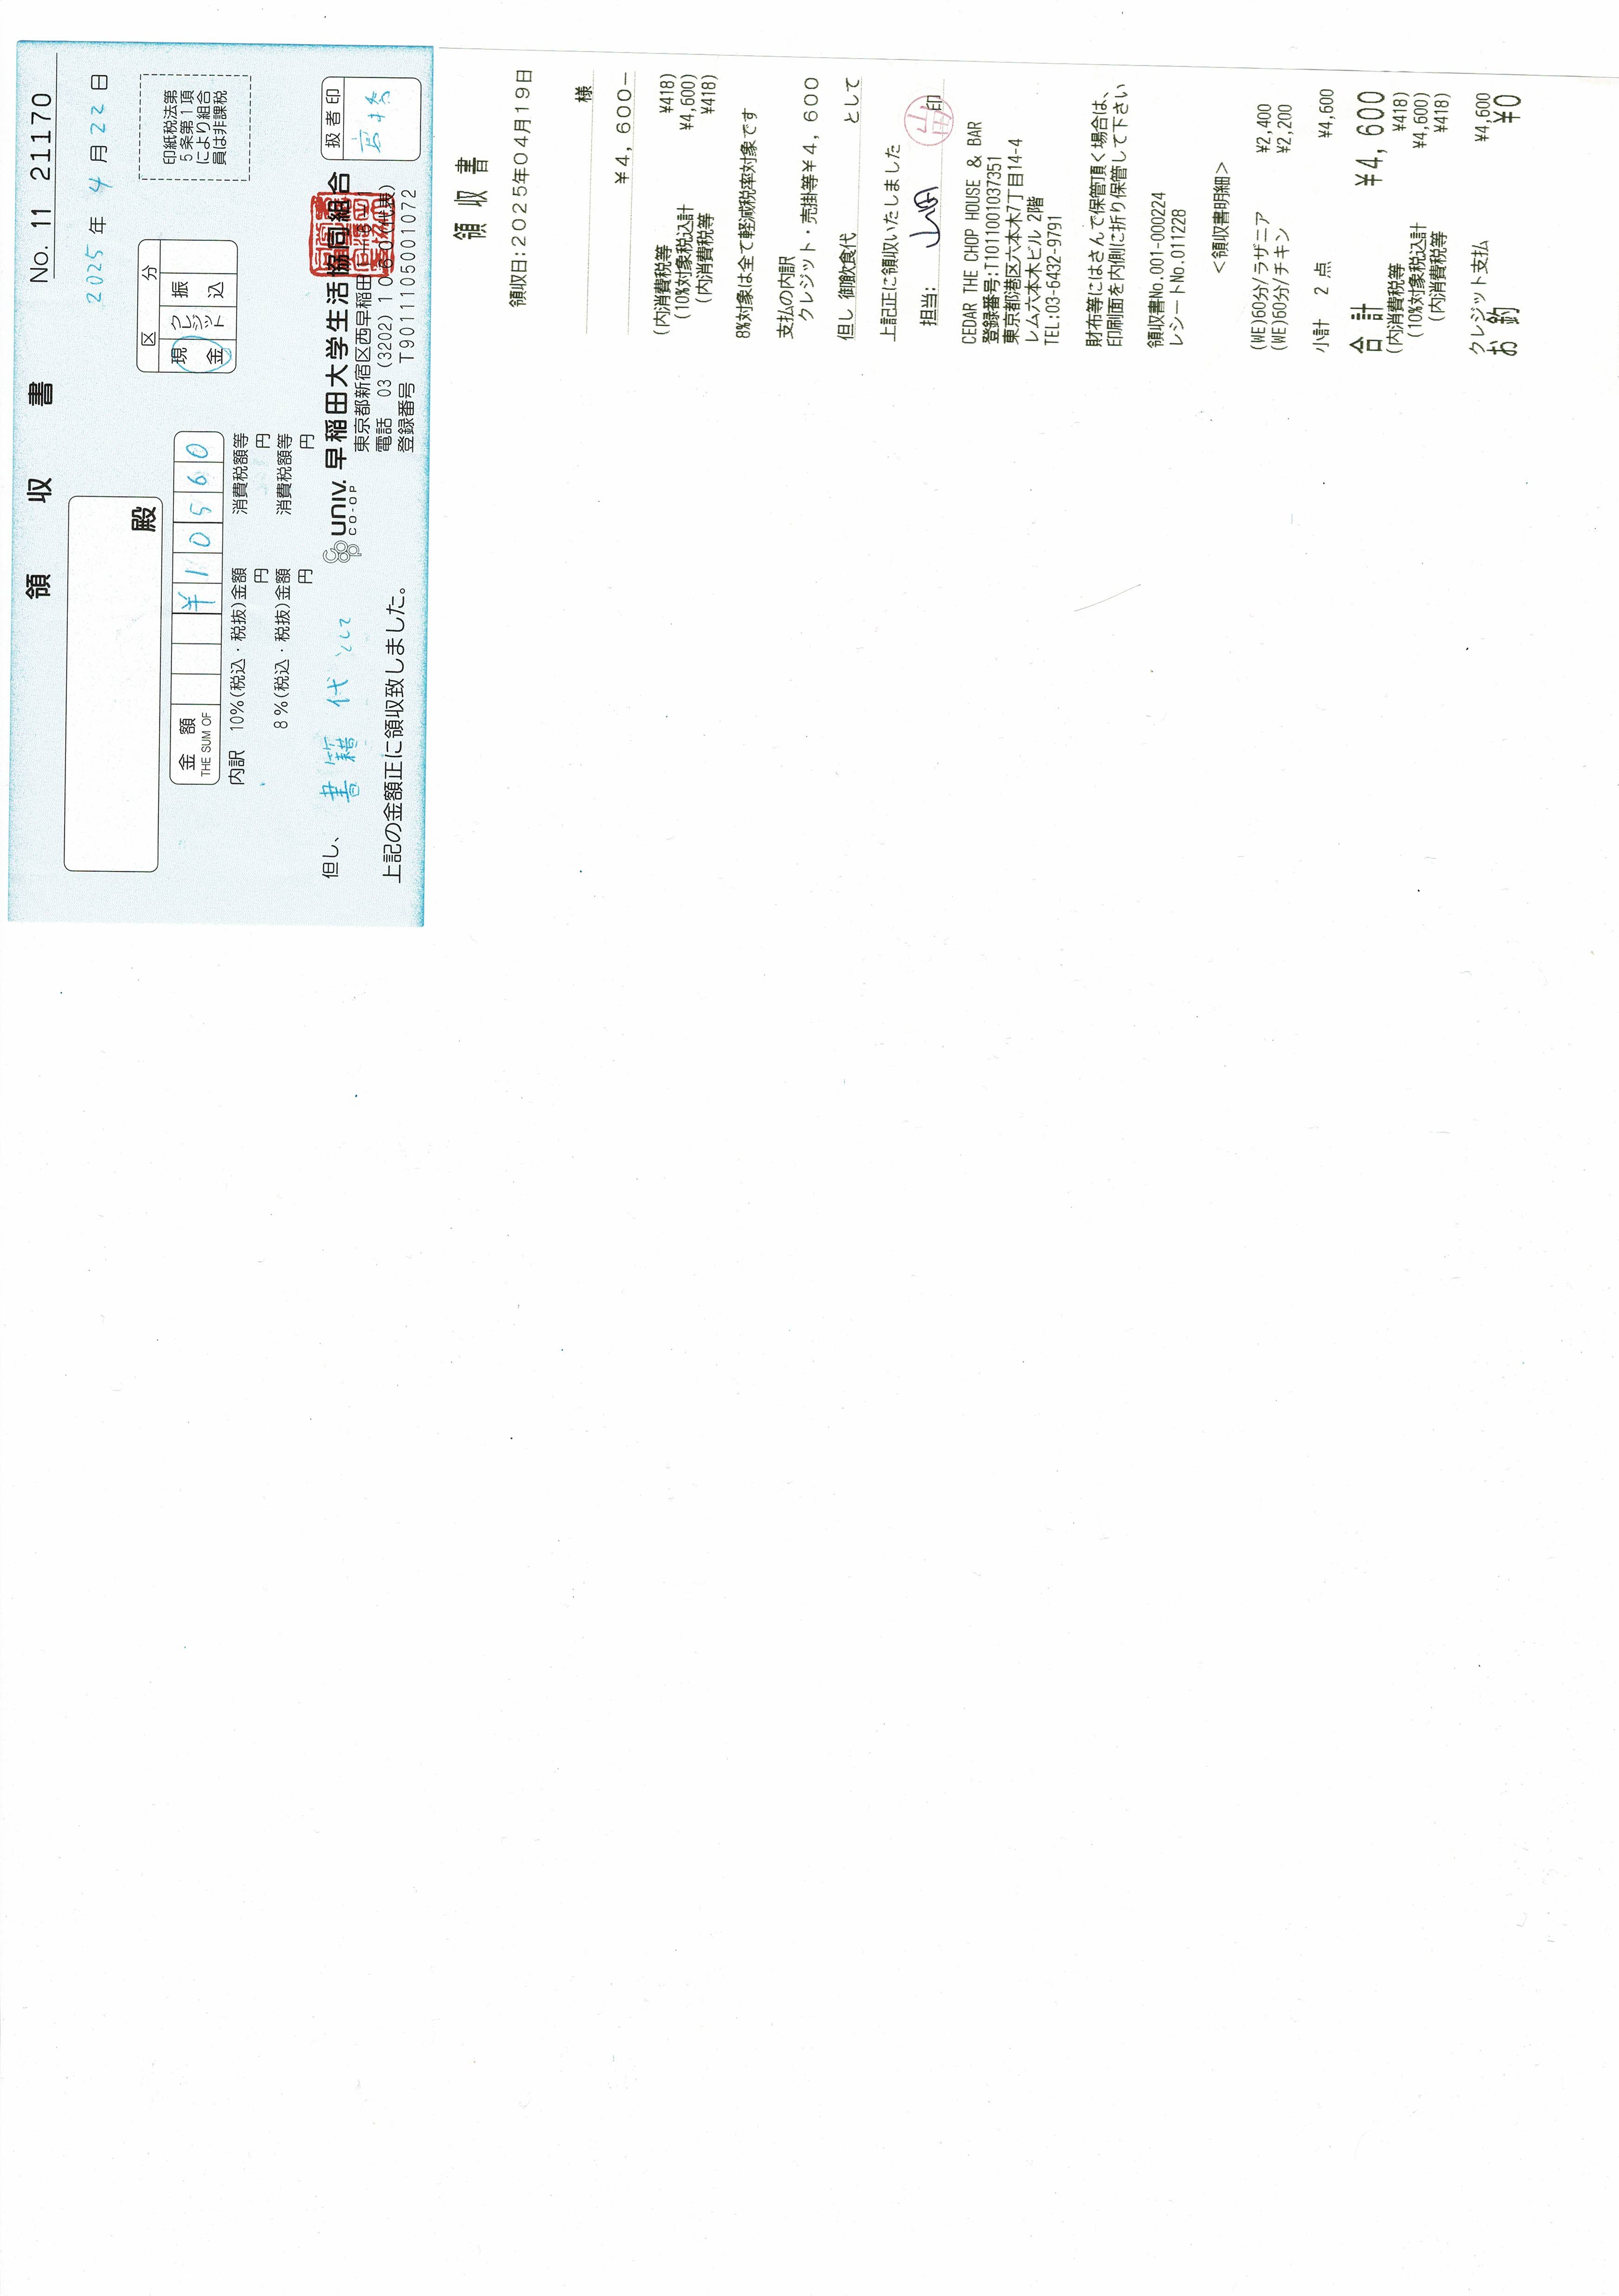 領 収 書
No. 11 21170
2025 年 4 月 22 日
殿
区 分
現金
クレジット
振込
印紙税法第
5条第1項
により組合
員は非課税
金 額
THE SUM OF
¥10560
内訳 10%(税込・税抜)金額 円 消費税額等 円
8%(税込・税抜)金額 円 消費税額等 円
但し、 書籍代として
上記の金額正に領収致しました。
univ.
CO-OP
早稲田大学生活協同組合
東京都新宿区西早稲田
電話 03 (3202) 1060(代表)
登録番号 T9011105001072
扱者印
領 収 書
領収日:2025年04月19日
様
¥4,600-
(内消費税等 ¥418)
(10%対象税込計 ¥4,600)
(内消費税等 ¥418)
8%対象は全て軽減税率対象です
支払の内訳
クレジット・売掛等¥4,600
但し 御飲食代 として
上記正に領収いたしました
担当: 印
CEDAR THE CHOP HOUSE & BAR
登録番号:T1011001037351
東京都港区六本木7丁目14-4
レム六本木ビル 2階
TEL:03-6432-9791
財布等にはさんで保管頂く場合は、
印刷面を内側に折り保管して下さい
領収書No.001-000224
レシートNo.011228
<領収書明細>
(WE)60分/ラザニア ¥2,400
(WE)60分/チキン ¥2,200
小計 2 点 ¥4,600
合 計 ¥4,600
(内消費税等 ¥418)
(10%対象税込計 ¥4,600)
(内消費税等 ¥418)
クレジット支払 ¥4,600
お 釣 ¥0